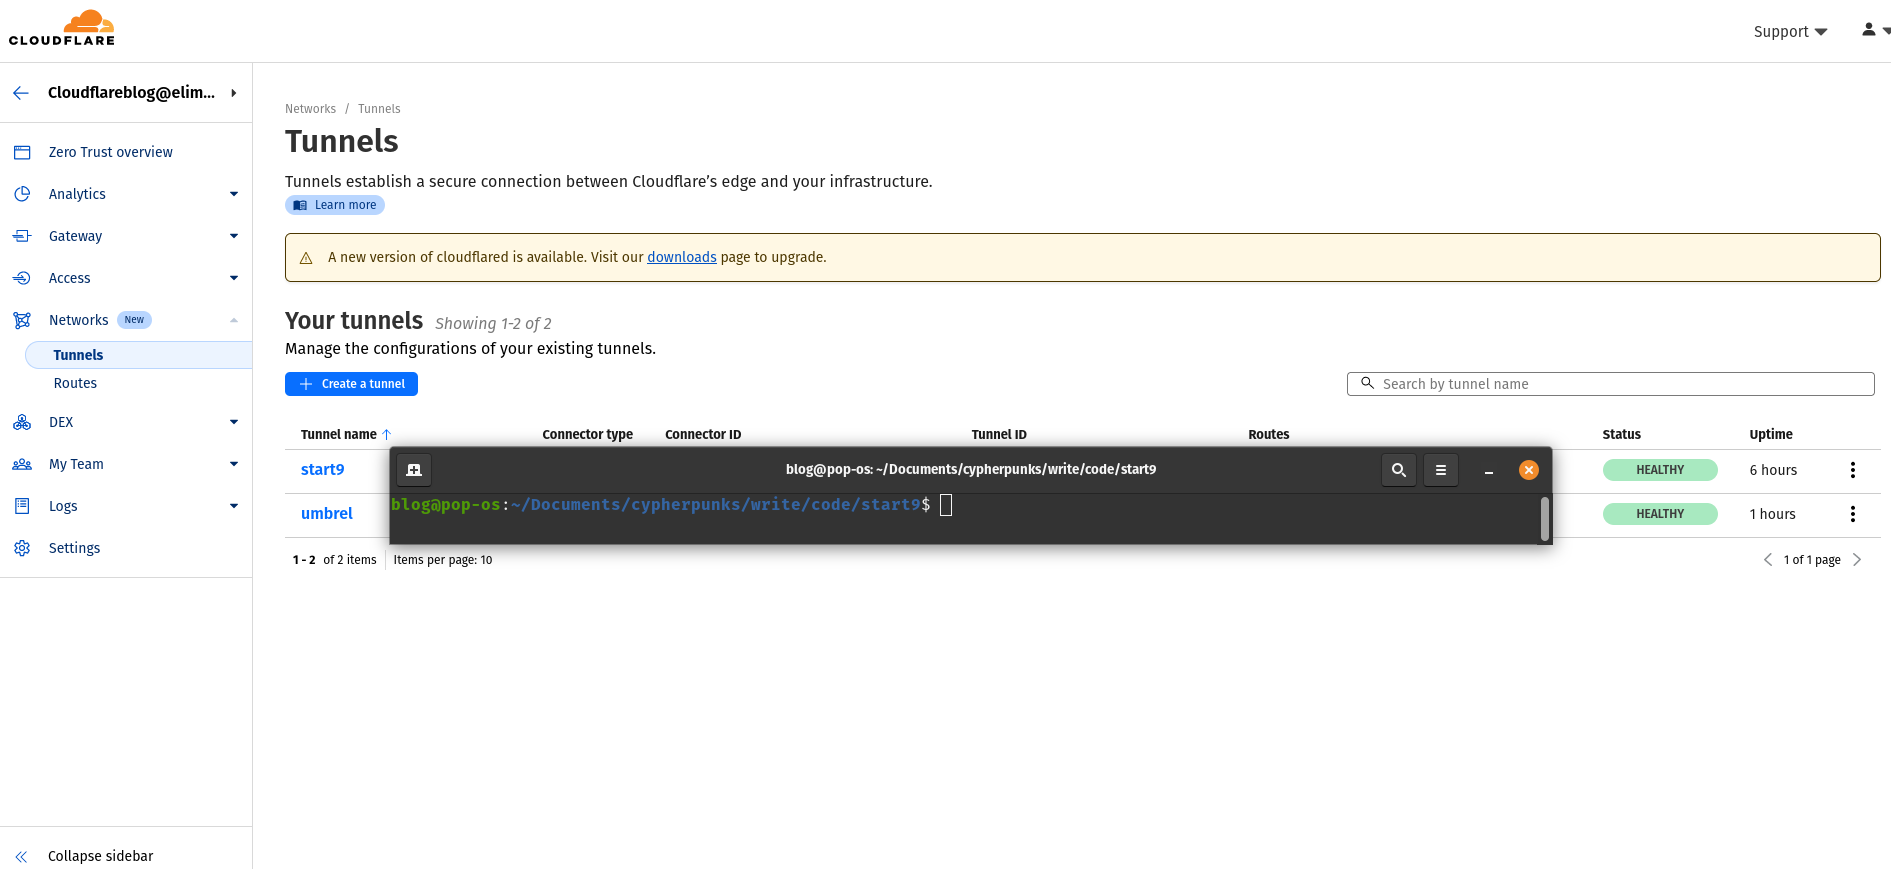 CLOUDFLARE
Support
Cloudflareblog@elim...
Zero Trust overview
Analytics
Gateway
Access
Networks New
Tunnels
Routes
DEX
My Team
Logs
Settings
Collapse sidebar
Networks / Tunnels
Tunnels
Tunnels establish a secure connection between Cloudflare’s edge and your infrastructure.
Learn more
A new version of cloudflared is available. Visit our downloads page to upgrade.
Your tunnels Showing 1-2 of 2
Manage the configurations of your existing tunnels.
Create a tunnel
Search by tunnel name
Tunnel name Connector type Connector ID Tunnel ID Routes Status Uptime
start9 HEALTHY 6 hours
umbrel HEALTHY 1 hours
blog@pop-os: ~/Documents/cypherpunks/write/code/start9
blog@pop-os:~/Documents/cypherpunks/write/code/start9$
1 - 2 of 2 items Items per page: 10 1 of 1 page